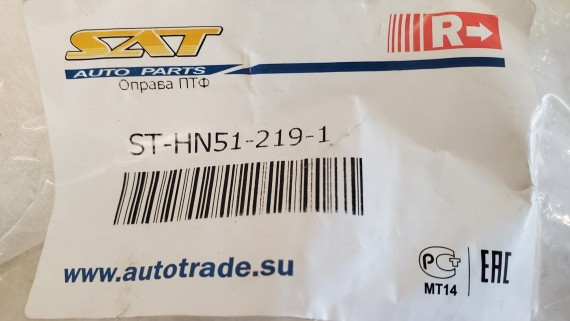 SAT
R→
AUTO PARTS
Оправа ПТФ
ST-HN51-219-1
www.autotrade.su
РСТ
МТ14
EAC